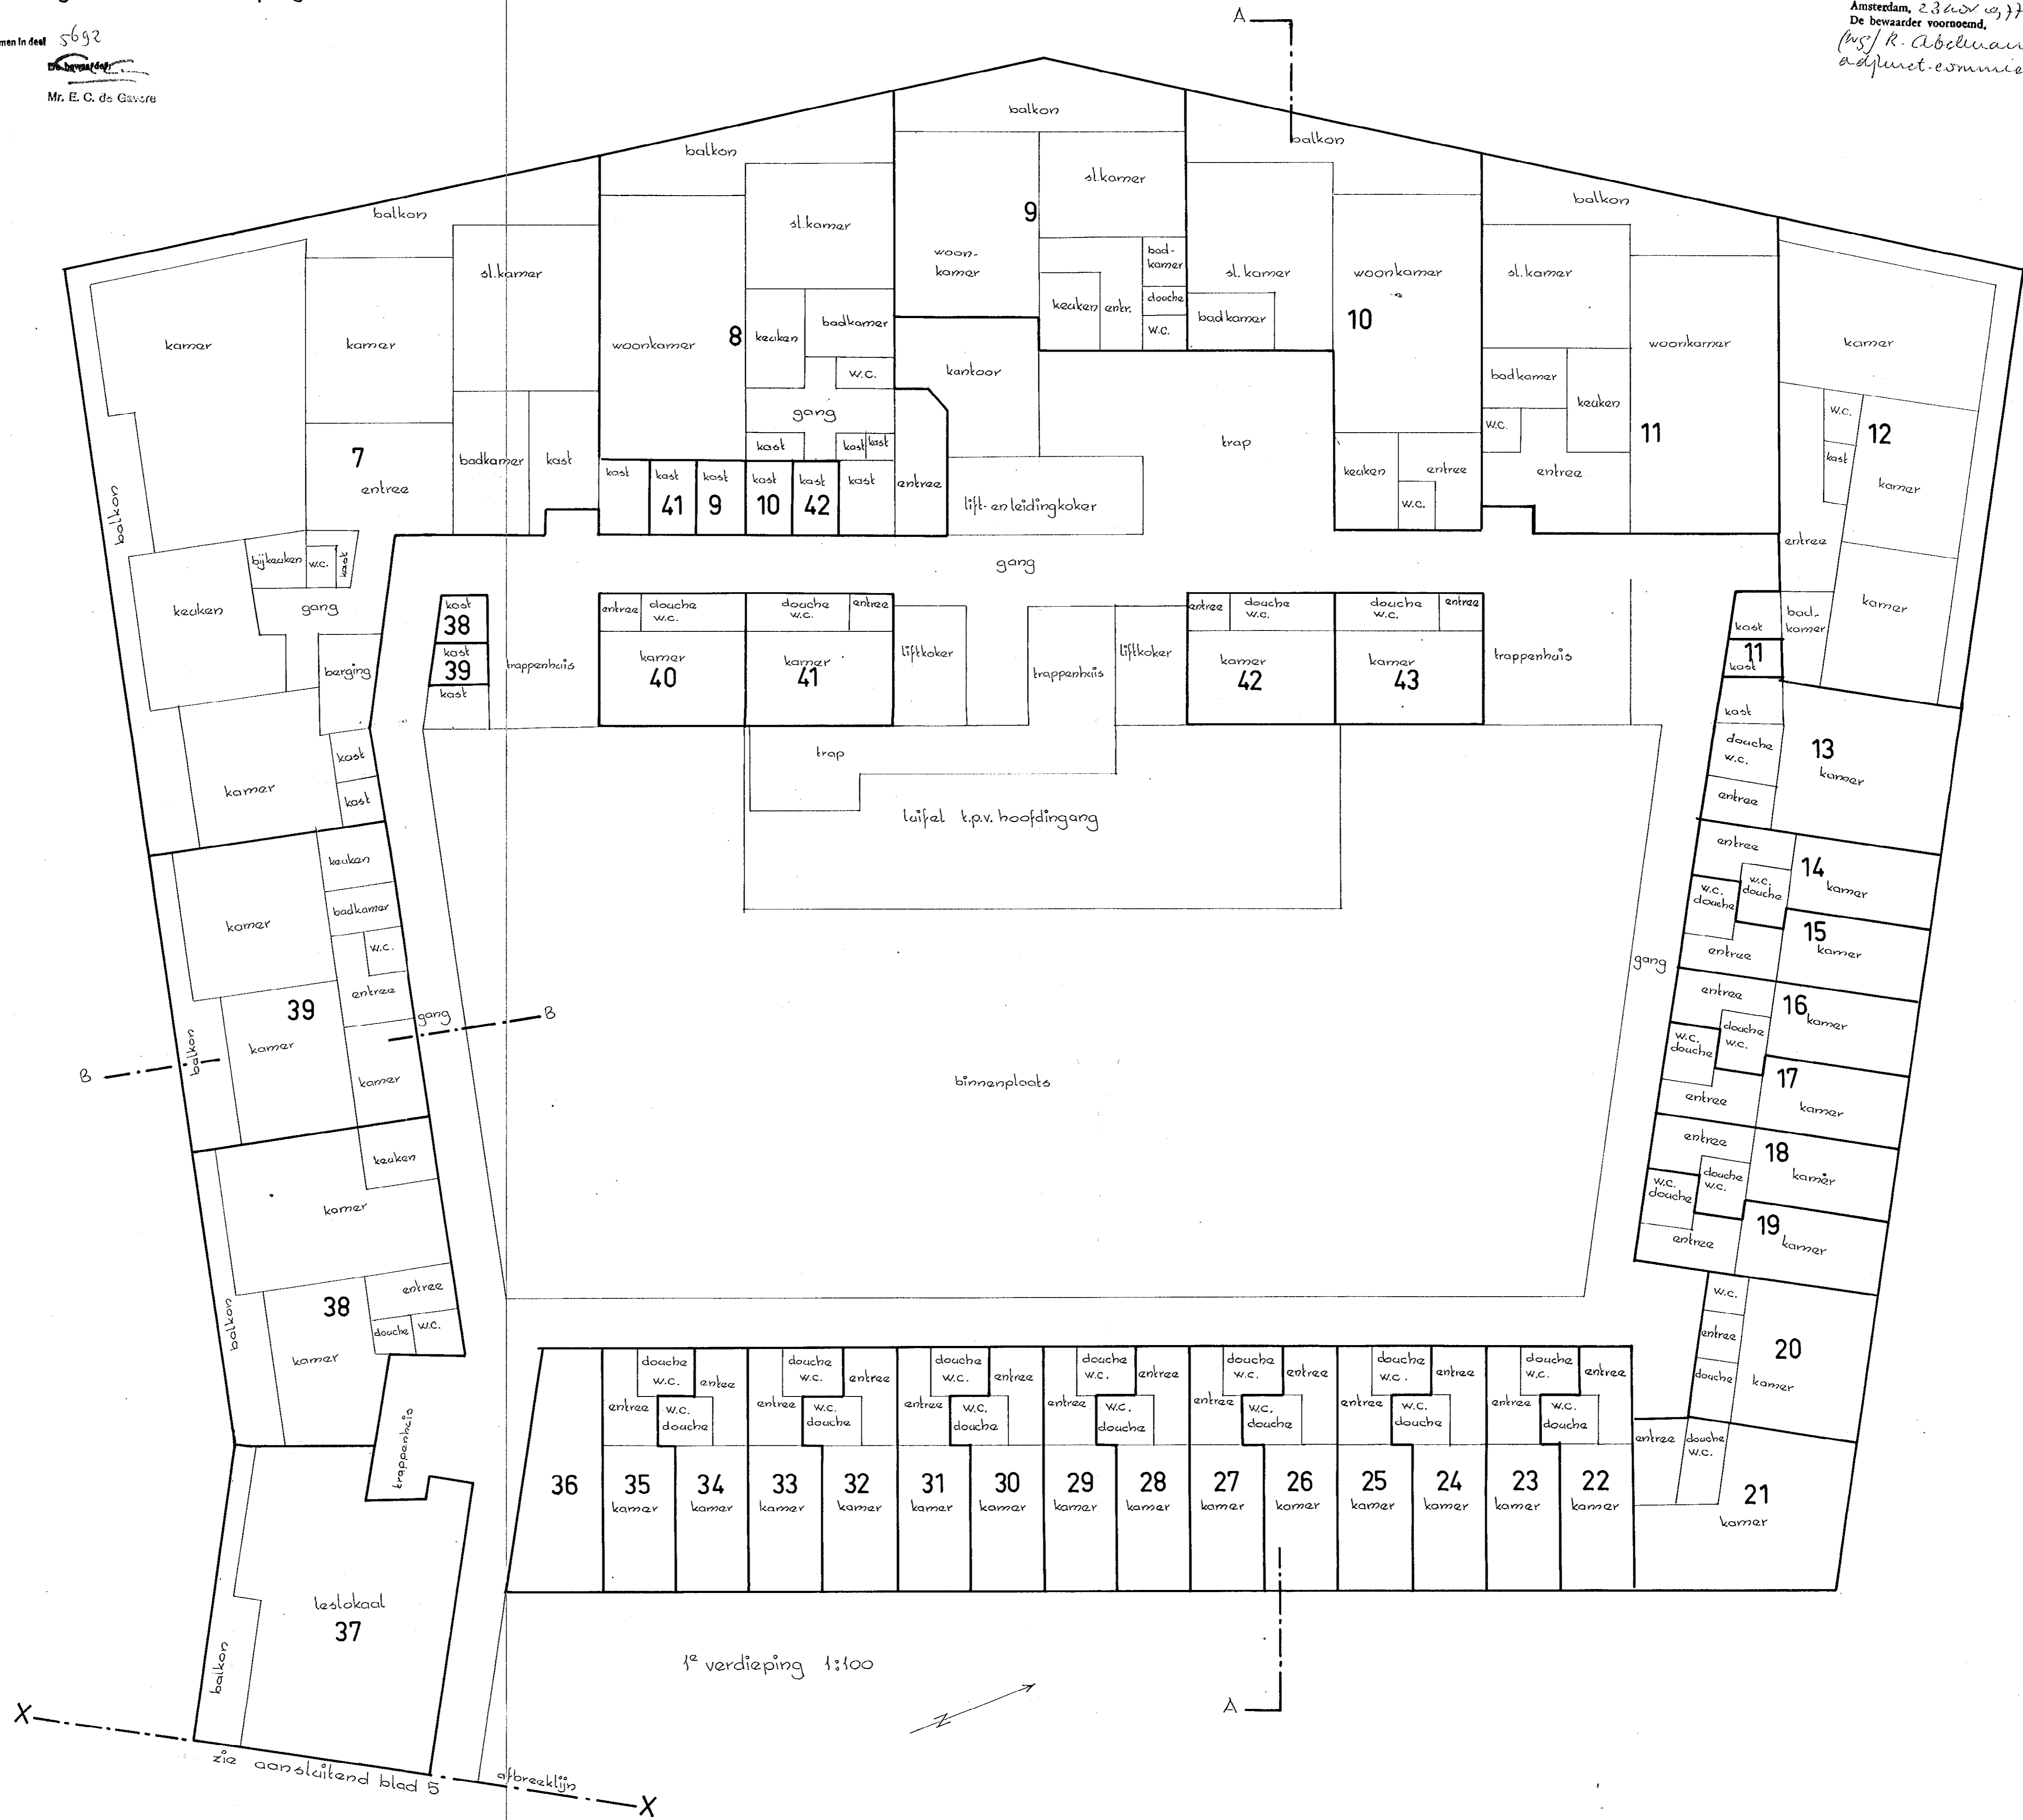 men in deel 5692
De bewaarder,
Mr. E. C. de Gavere
Amsterdam, 23 nov. 1977
De bewaarder voornoemd,
(wg) R. Abelman
adjunct-commie
A
balkon
balkon
balkon
balkon
balkon
kamer
kamer
sl.kamer
woonkamer
8
sl.kamer
keuken
badkamer
w.c.
gang
kast
kast
kast
woon-
kamer
9
sl.kamer
bad-
kamer
keuken
entr.
douche
w.c.
kantoor
sl.kamer
badkamer
woonkamer
10
keuken
entree
w.c.
sl.kamer
badkamer
keuken
w.c.
entree
woonkamer
11
kamer
w.c.
kast
12
kamer
entree
kamer
bad-
kamer
balkon
7
entree
badkamer
kast
kast
kast
41
kast
9
kast
10
kast
42
kast
entree
lift- en leidingkoker
trap
gang
bijkeuken
w.c.
kast
keuken
gang
berging
kamer
kast
kast
kast
38
kast
39
kast
trappenhuis
entree
douche
w.c.
kamer
40
douche
w.c.
entree
kamer
41
liftkoker
trappenhuis
liftkoker
entree
douche
w.c.
kamer
42
douche
w.c.
entree
kamer
43
trappenhuis
kast
11
kast
kast
trap
luifel t.p.v. hoofdingang
douche
w.c.
entree
13
kamer
entree
w.c.
douche
14
kamer
w.c.
douche
entree
15
kamer
gang
entree
douche
w.c.
16
kamer
w.c.
douche
entree
17
kamer
entree
douche
w.c.
18
kamer
w.c.
douche
entree
19
kamer
w.c.
entree
douche
20
kamer
entree
douche
w.c.
21
kamer
keuken
badkamer
w.c.
entree
kamer
39
kamer
kamer
balkon
gang
B
B
binnenplaats
keuken
kamer
entree
38
douche
w.c.
kamer
balkon
trappenhuis
leslokaal
37
balkon
36
entree
douche
w.c.
35
kamer
entree
w.c.
douche
34
kamer
entree
douche
w.c.
33
kamer
entree
w.c.
douche
32
kamer
entree
douche
w.c.
31
kamer
entree
w.c.
douche
30
kamer
entree
douche
w.c.
29
kamer
entree
w.c.
douche
28
kamer
entree
douche
w.c.
27
kamer
entree
w.c.
douche
26
kamer
entree
douche
w.c.
25
kamer
entree
w.c.
douche
24
kamer
entree
douche
w.c.
23
kamer
entree
w.c.
douche
22
kamer
1e verdieping 1:100
N
A
X
zie aansluitend blad 5
afbreeklijn
X